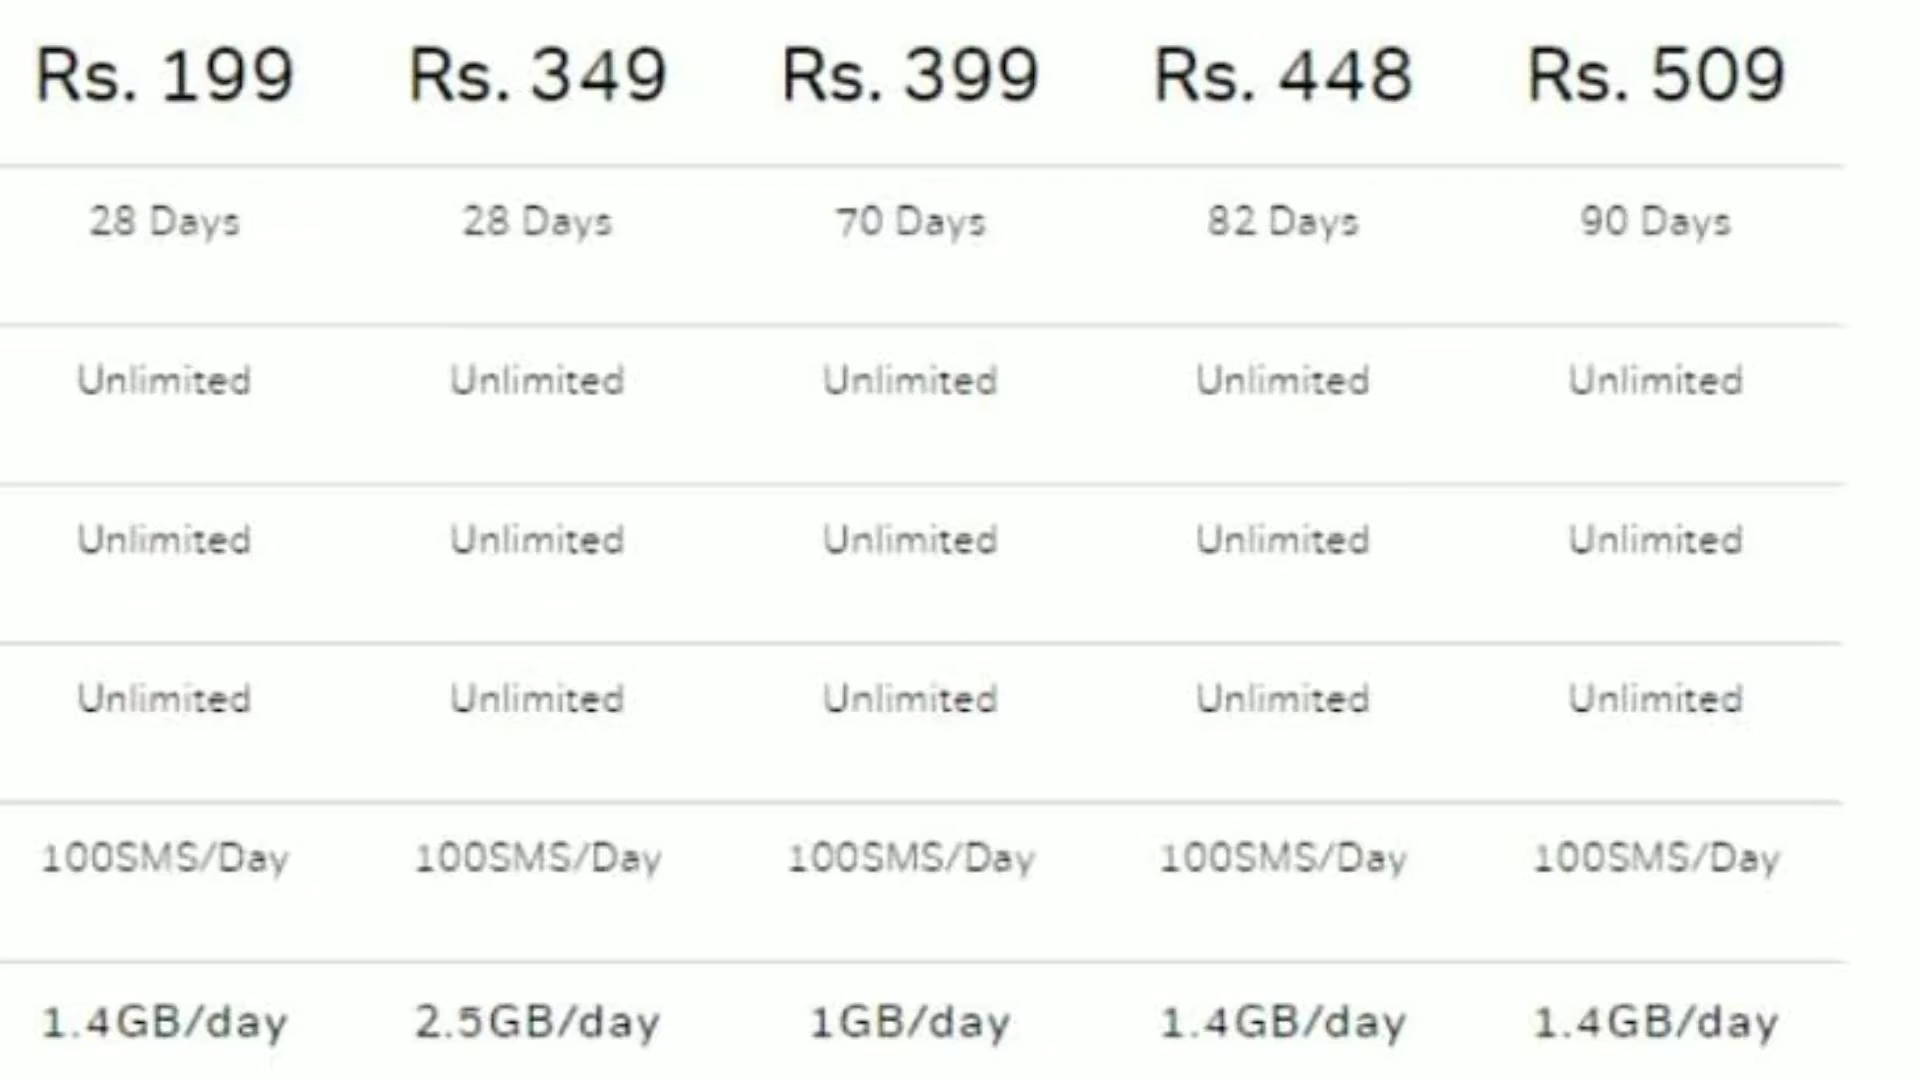 Rs. 199 Rs. 349 Rs. 399 Rs. 448 Rs. 509
28 Days 28 Days 70 Days 82 Days 90 Days
Unlimited Unlimited Unlimited Unlimited Unlimited
Unlimited Unlimited Unlimited Unlimited Unlimited
Unlimited Unlimited Unlimited Unlimited Unlimited
100SMS/Day 100SMS/Day 100SMS/Day 100SMS/Day 100SMS/Day
1.4GB/day 2.5GB/day 1GB/day 1.4GB/day 1.4GB/day